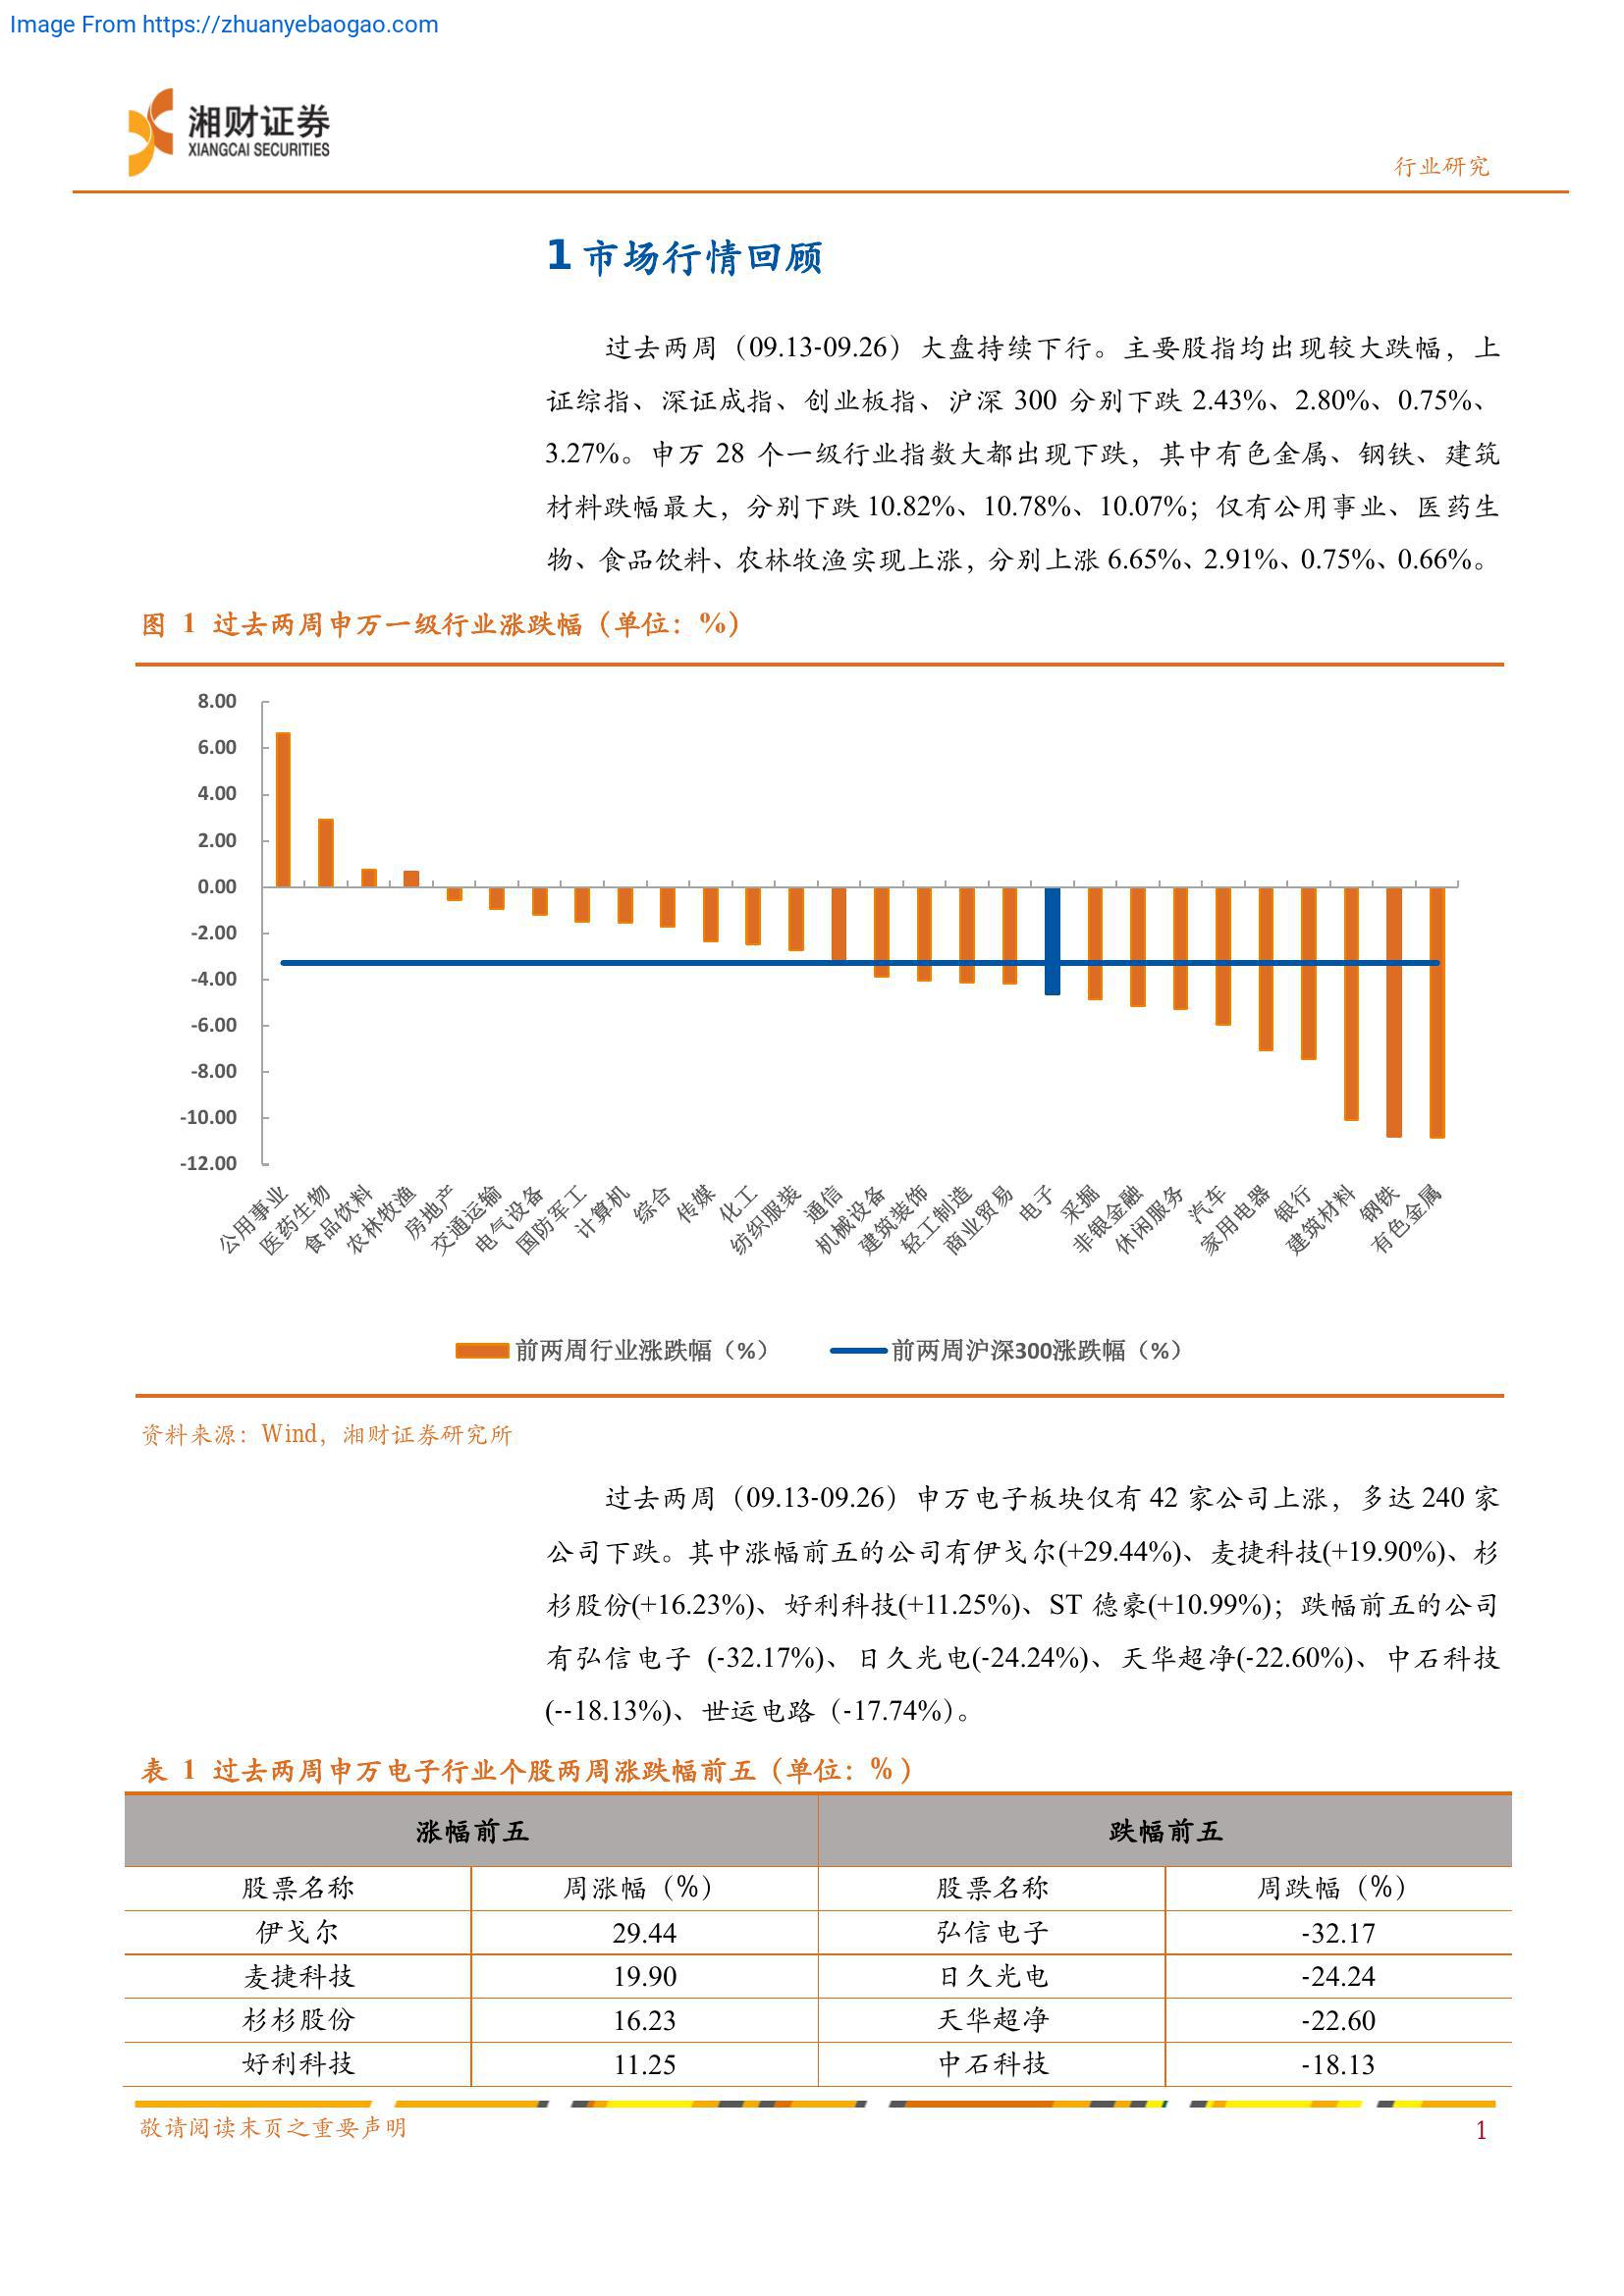 Image From https://zhuanyebaogao.com
湘财证券
XIANGCAI SECURITIES
行业研究
1 市场行情回顾
过去两周（09.13-09.26）大盘持续下行。主要股指均出现较大跌幅，上
证综指、深证成指、创业板指、沪深 300 分别下跌 2.43%、2.80%、0.75%、
3.27%。申万 28 个一级行业指数大都出现下跌，其中有色金属、钢铁、建筑
材料跌幅最大，分别下跌 10.82%、10.78%、10.07%；仅有公用事业、医药生
物、食品饮料、农林牧渔实现上涨，分别上涨 6.65%、2.91%、0.75%、0.66%。
图 1 过去两周申万一级行业涨跌幅（单位：%）
8.00
6.00
4.00
2.00
0.00
-2.00
-4.00
-6.00
-8.00
-10.00
-12.00
公用事业
医药生物
食品饮料
农林牧渔
房地产
交通运输
电气设备
国防军工
计算机
综合
传媒
化工
纺织服装
通信
机械设备
建筑装饰
轻工制造
商业贸易
电子
采掘
非银金融
休闲服务
汽车
家用电器
银行
建筑材料
钢铁
有色金属
前两周行业涨跌幅（%） 前两周沪深300涨跌幅（%）
资料来源：Wind，湘财证券研究所
过去两周（09.13-09.26）申万电子板块仅有 42 家公司上涨，多达 240 家
公司下跌。其中涨幅前五的公司有伊戈尔(+29.44%)、麦捷科技(+19.90%)、杉
杉股份(+16.23%)、好利科技(+11.25%)、ST 德豪(+10.99%)；跌幅前五的公司
有弘信电子 (-32.17%)、日久光电(-24.24%)、天华超净(-22.60%)、中石科技
(--18.13%)、世运电路（-17.74%）。
表 1 过去两周申万电子行业个股两周涨跌幅前五（单位：%）
涨幅前五 跌幅前五
股票名称 周涨幅（%） 股票名称 周跌幅（%）
伊戈尔 29.44 弘信电子 -32.17
麦捷科技 19.90 日久光电 -24.24
杉杉股份 16.23 天华超净 -22.60
好利科技 11.25 中石科技 -18.13
敬请阅读末页之重要声明 1